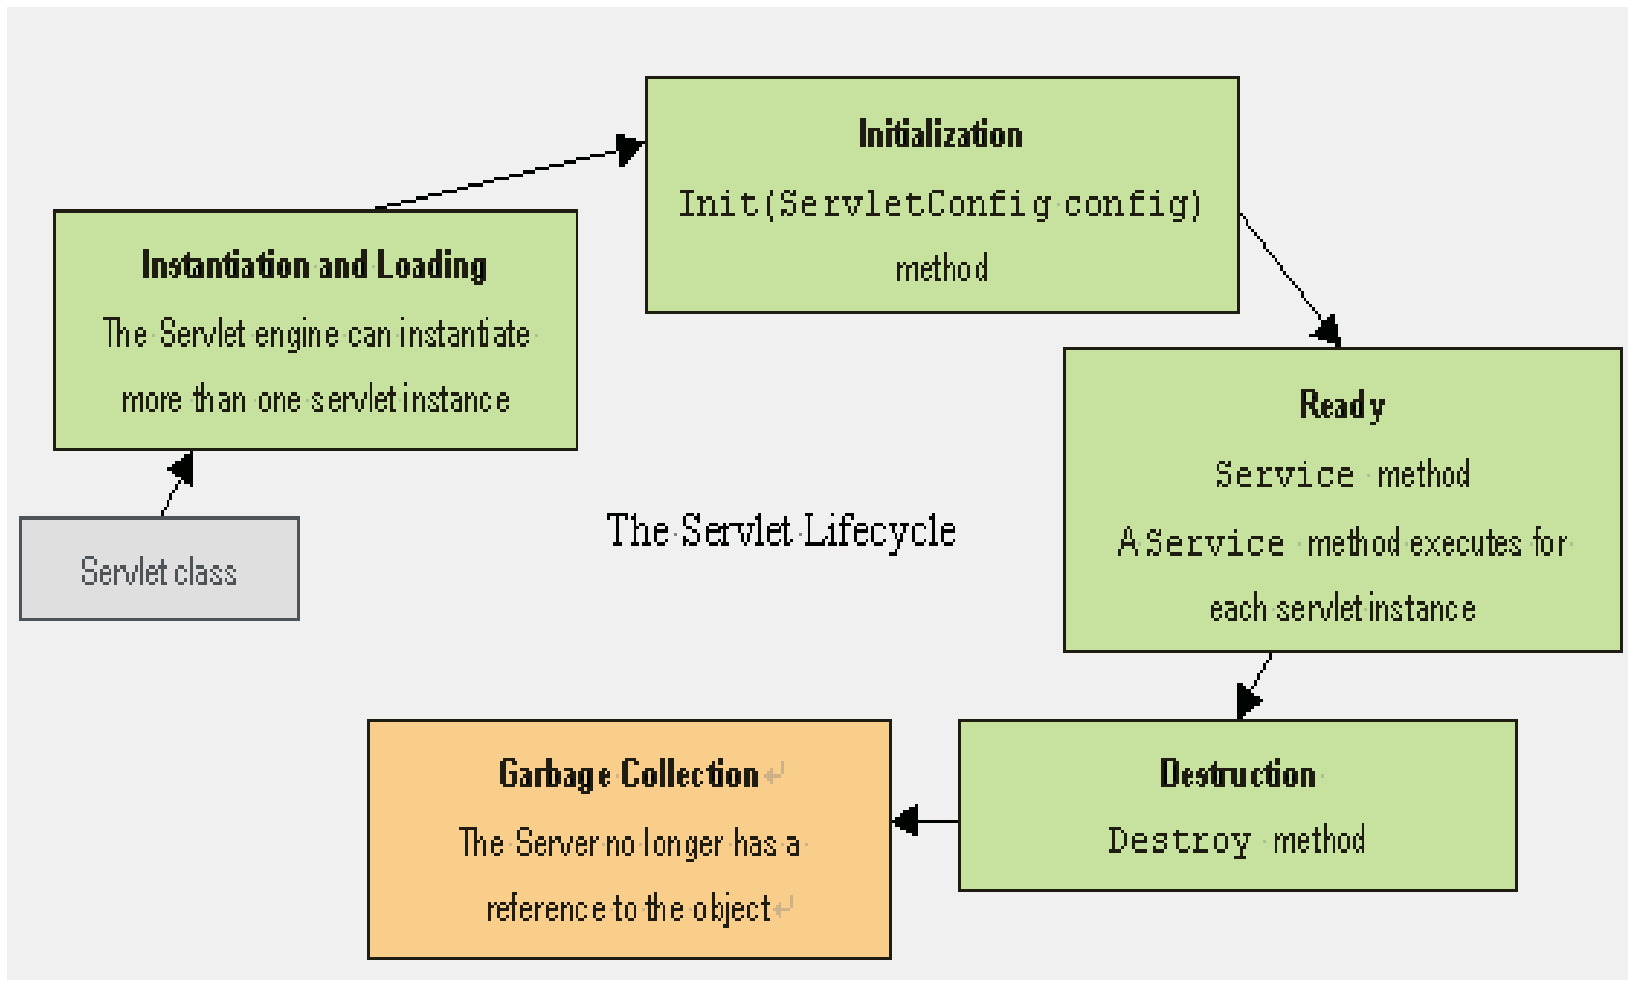 Initialization
Init(ServletConfig config)
method
Instantiation and Loading
The Servlet engine can instantiate
more than one servlet instance
Ready
Service method
A Service method executes for
each servlet instance
The Servlet Lifecycle
Servlet class
Garbage Collection↵
The Server no longer has a
reference to the object↵
Destruction
Destroy method